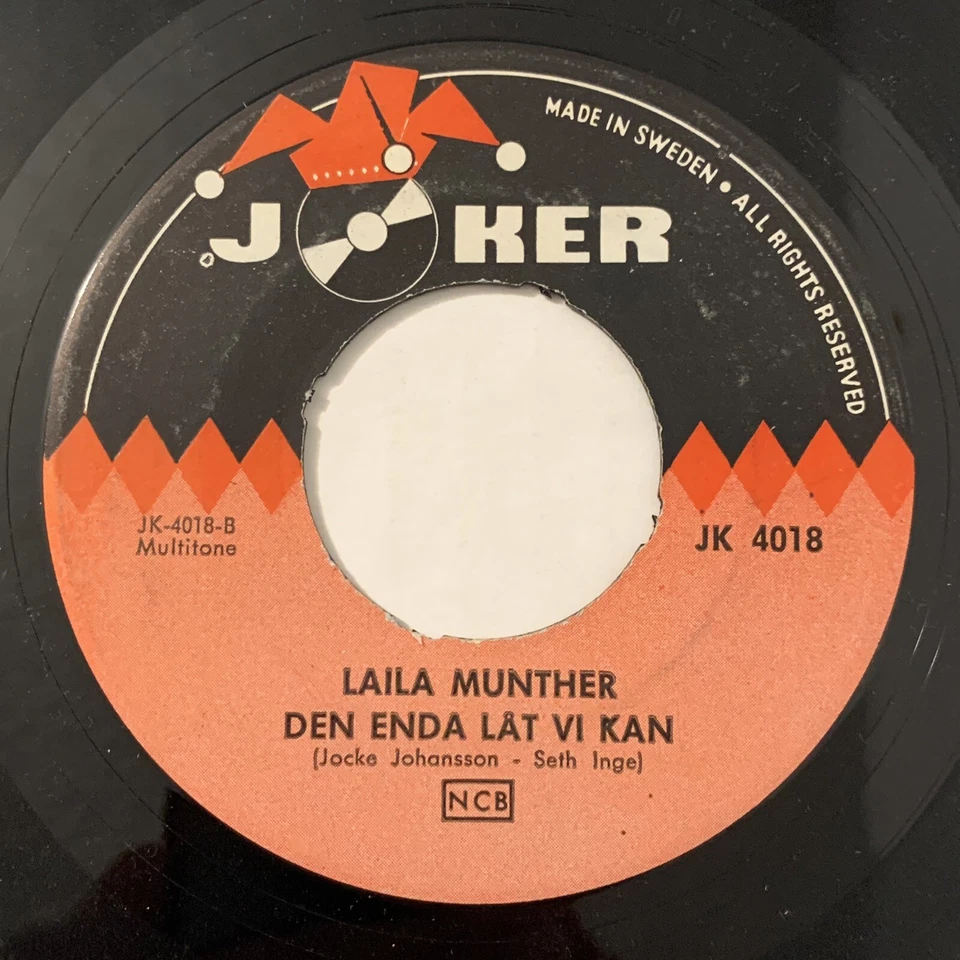 MADE IN SWEDEN • ALL RIGHTS RESERVED
JOKER
JK-4018-B
Multitone
JK 4018
LAILA MUNTHER
DEN ENDA LÅT VI KAN
(Jocke Johansson - Seth Inge)
NCB